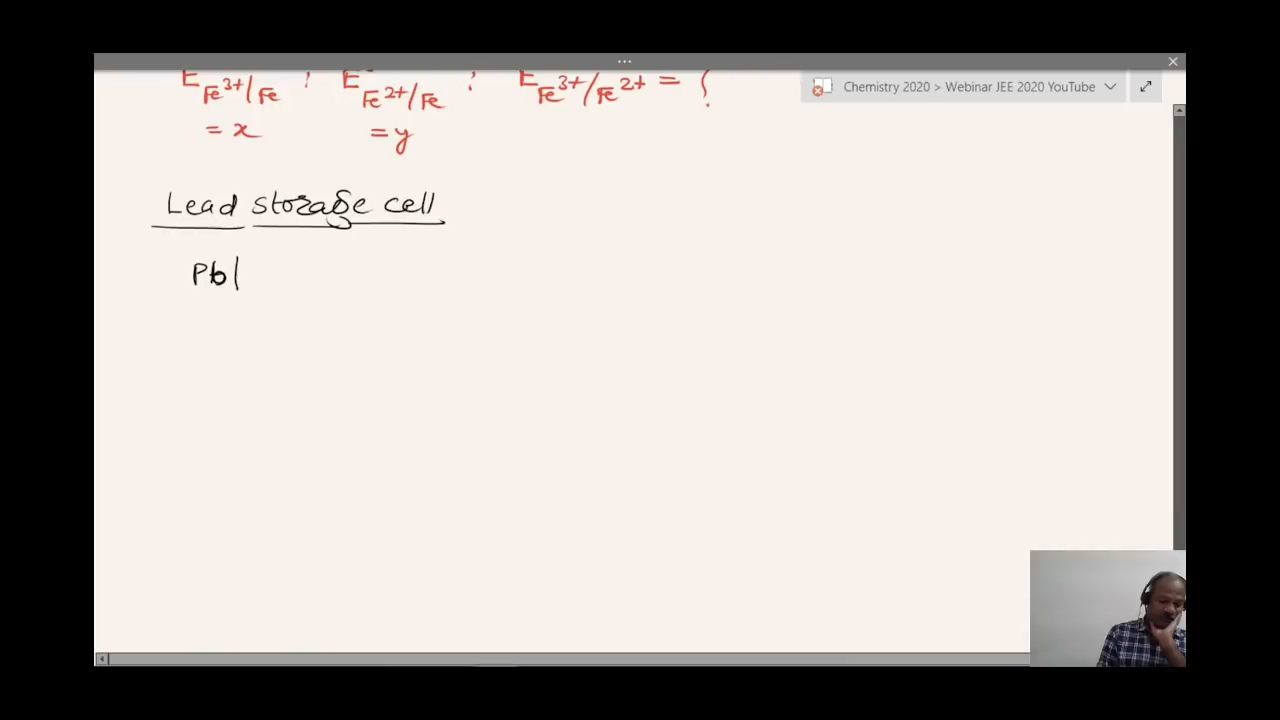 ...
Chemistry 2020 > Webinar JEE 2020 YouTube
E Fe3+/Fe ? E Fe2+/Fe ? E Fe3+/Fe2+ = ?
= x = y
Lead storage cell
Pb|